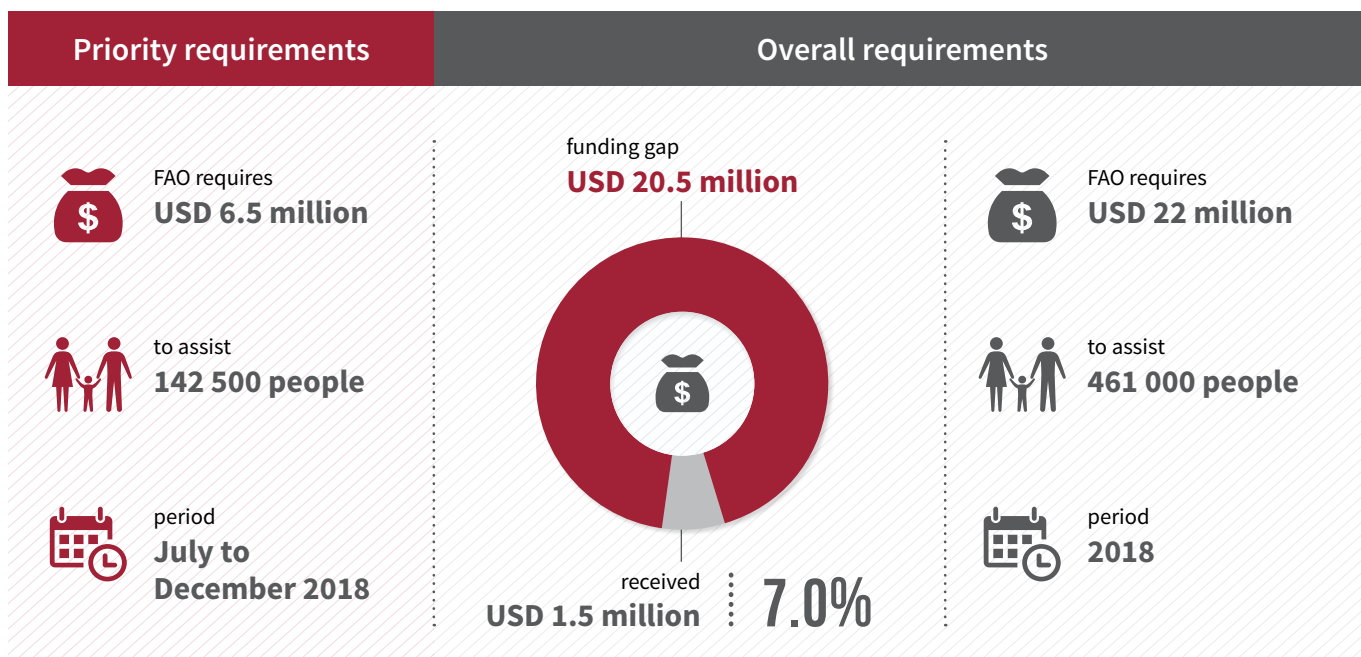 Priority requirements
Overall requirements
FAO requires
USD 6.5 million
to assist
142 500 people
period
July to
December 2018
funding gap
USD 20.5 million
$
$
$
received
USD 1.5 million
7.0%
FAO requires
USD 22 million
to assist
461 000 people
period
2018